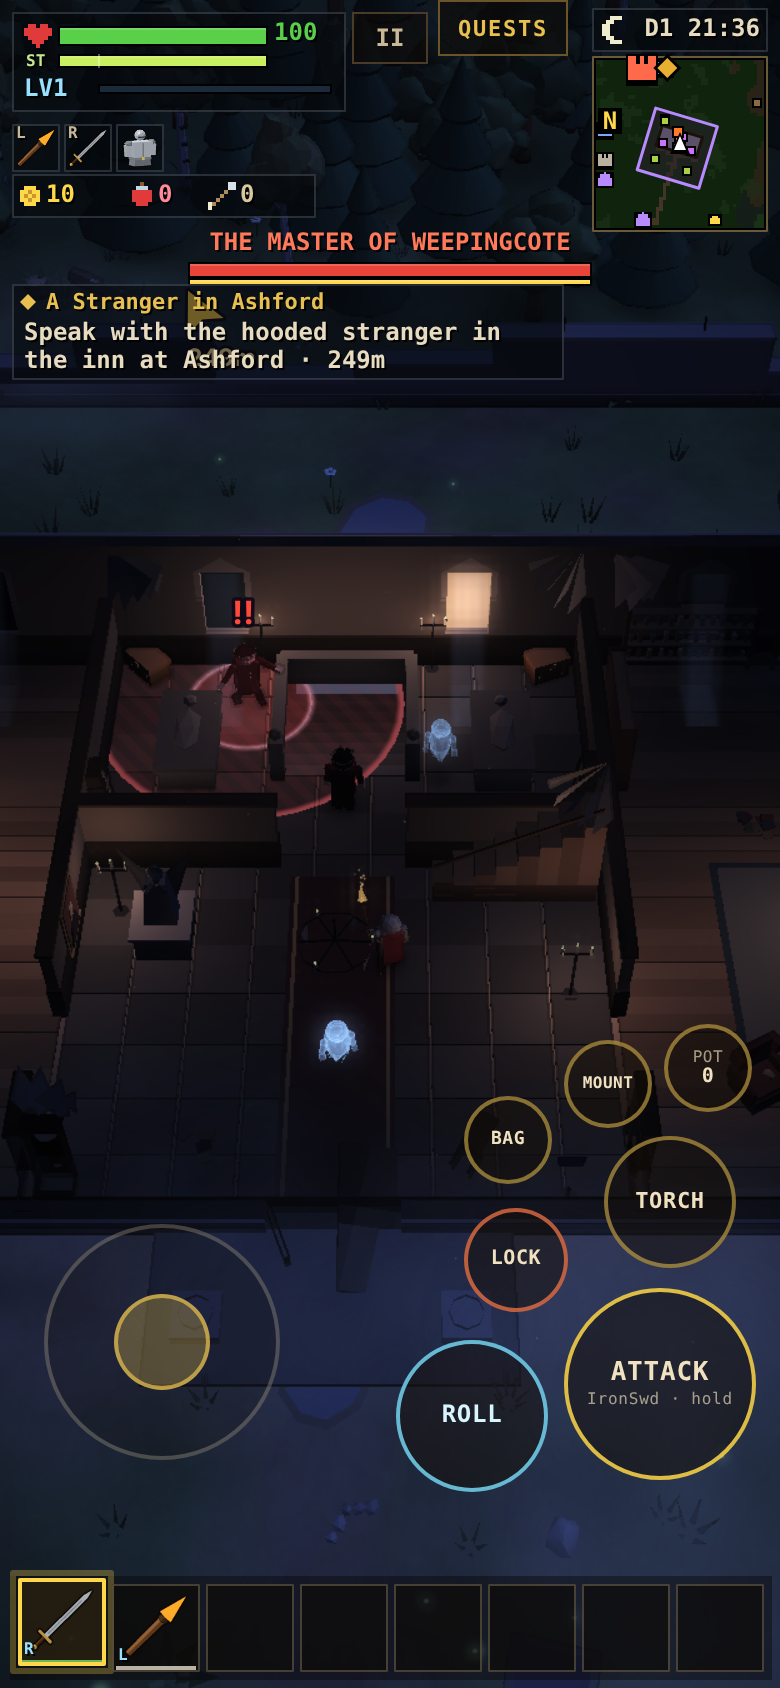 100
ST
LV1
II
QUESTS
D1 21:36
N
L
R
10
0
0
THE MASTER OF WEEPINGCOTE
A Stranger in Ashford
Speak with the hooded stranger in
the inn at Ashford · 249m
!!
POT
0
MOUNT
BAG
TORCH
LOCK
ATTACK
IronSwd · hold
ROLL
R
L